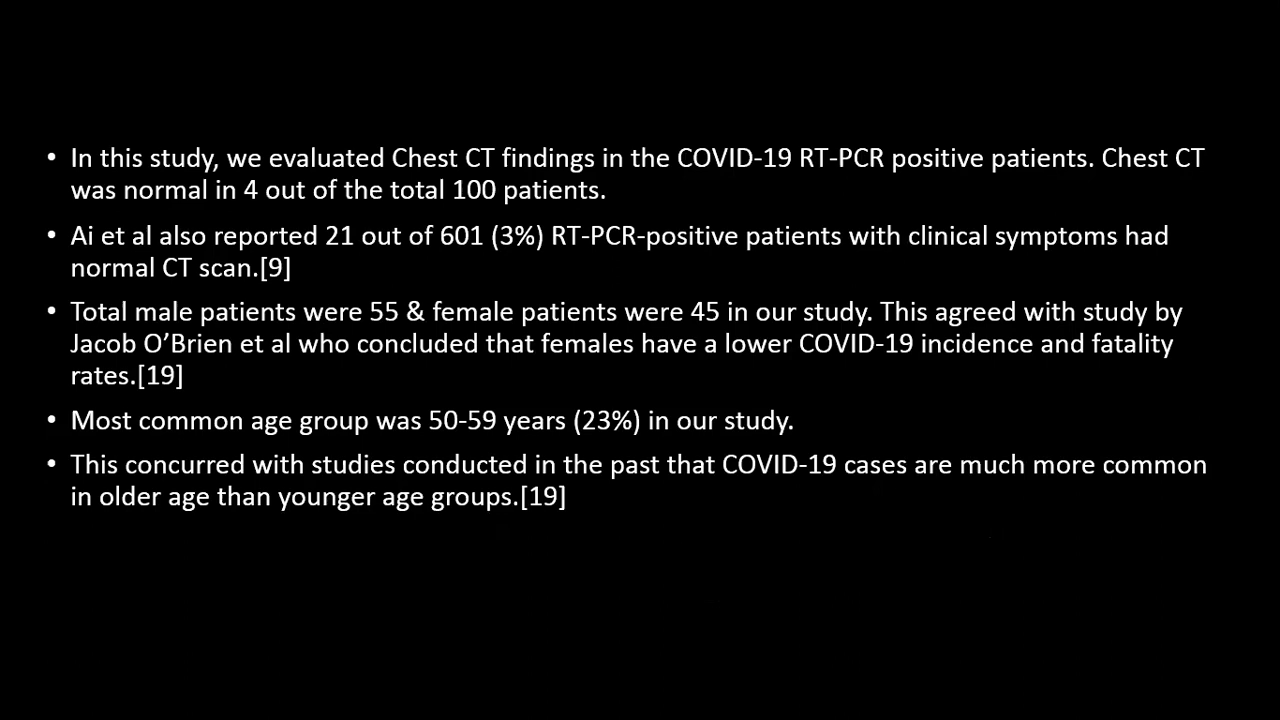 • In this study, we evaluated Chest CT findings in the COVID-19 RT-PCR positive patients. Chest CT
was normal in 4 out of the total 100 patients.
• Ai et al also reported 21 out of 601 (3%) RT-PCR-positive patients with clinical symptoms had
normal CT scan.[9]
• Total male patients were 55 & female patients were 45 in our study. This agreed with study by
Jacob O’Brien et al who concluded that females have a lower COVID-19 incidence and fatality
rates.[19]
• Most common age group was 50-59 years (23%) in our study.
• This concurred with studies conducted in the past that COVID-19 cases are much more common
in older age than younger age groups.[19]